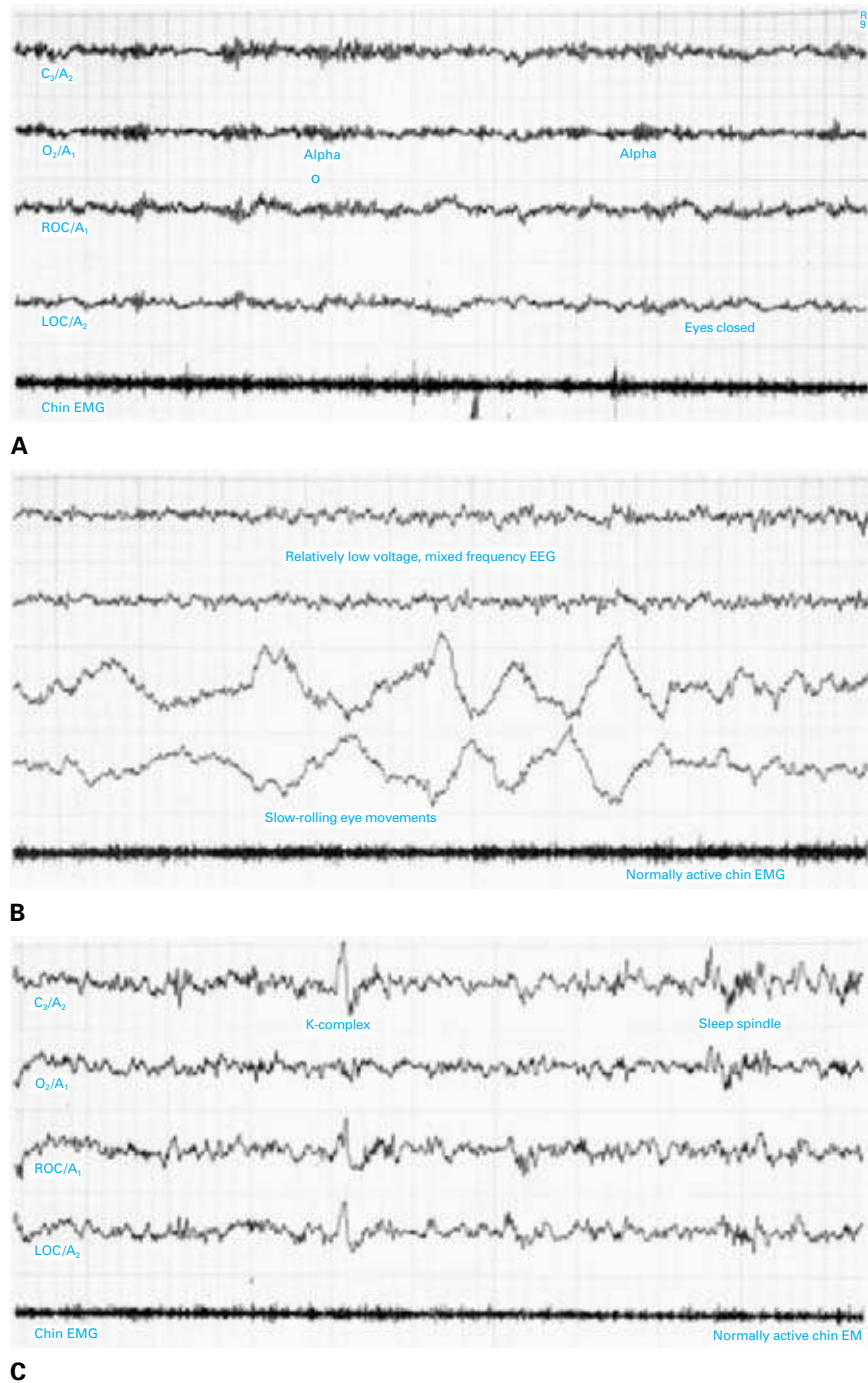 R
9
C₃/A₂
O₂/A₁
Alpha
Alpha
O
ROC/A₁
LOC/A₂
Eyes closed
Chin EMG
A
Relatively low voltage, mixed frequency EEG
Slow-rolling eye movements
Normally active chin EMG
B
C₃/A₂
K-complex
Sleep spindle
O₂/A₁
ROC/A₁
LOC/A₂
Chin EMG
Normally active chin EM
C